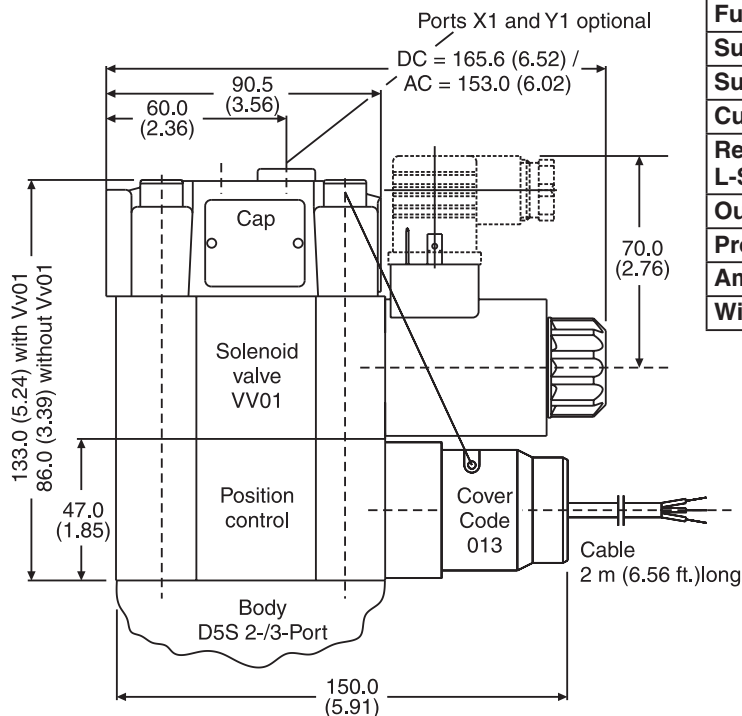 Ports X1 and Y1 optional
DC = 165.6 (6.52) /
AC = 153.0 (6.02)
90.5
(3.56)
60.0
(2.36)
Cap
70.0
(2.76)
133.0 (5.24) with Vv01
86.0 (3.39) without Vv01
Solenoid
valve
VV01
47.0
(1.85)
Position
control
Cover
Code
013
Cable
2 m (6.56 ft.)long
Body
D5S 2-/3-Port
150.0
(5.91)
Fu
Su
Su
Cu
Re
L-S
Ou
Pro
Am
Wi